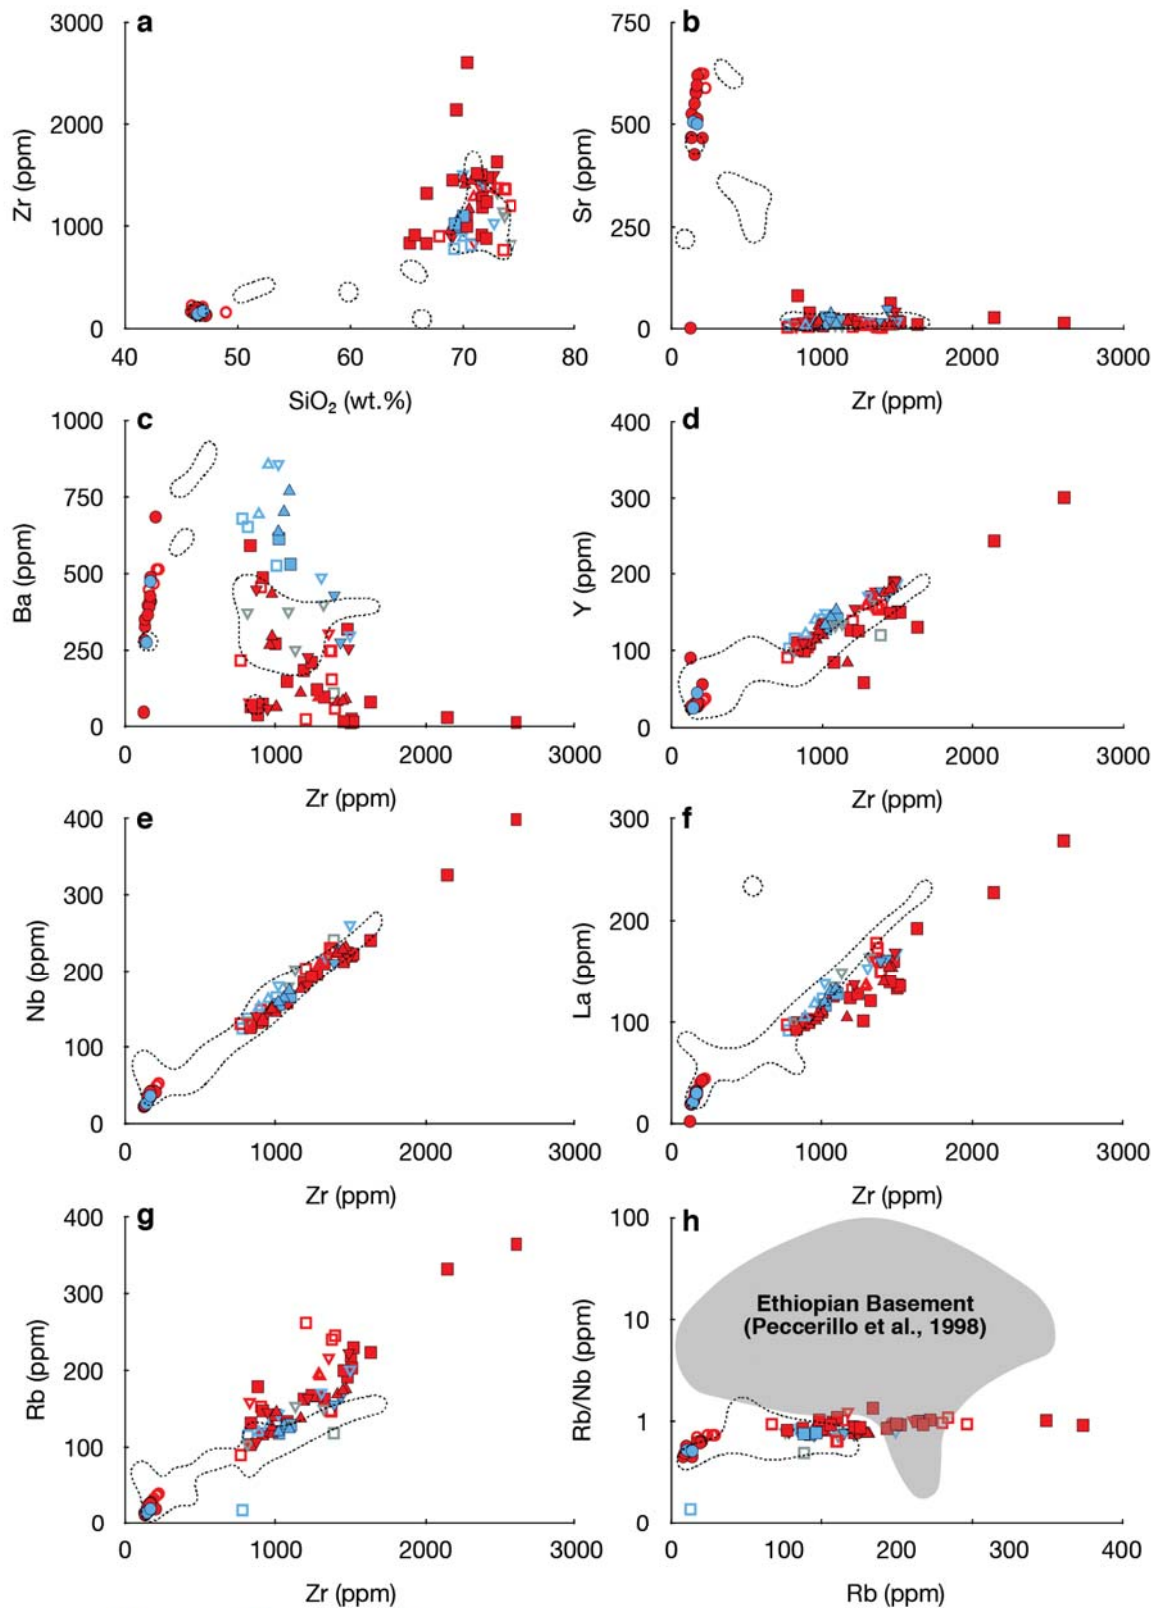 a
3000
2000
1000
0
Zr (ppm)
40
50
60
70
80
SiO₂ (wt.%)
b
750
500
250
0
Sr (ppm)
0
1000
2000
3000
Zr (ppm)
c
1000
750
500
250
0
Ba (ppm)
0
1000
2000
3000
Zr (ppm)
d
400
300
200
100
0
Y (ppm)
0
1000
2000
3000
Zr (ppm)
e
400
300
200
100
0
Nb (ppm)
0
1000
2000
3000
Zr (ppm)
f
300
200
100
0
La (ppm)
0
1000
2000
3000
Zr (ppm)
g
400
300
200
100
0
Rb (ppm)
0
1000
2000
3000
Zr (ppm)
h
100
10
1
0
Rb/Nb (ppm)
Ethiopian Basement
(Peccerillo et al., 1998)
0
100
200
300
400
Rb (ppm)